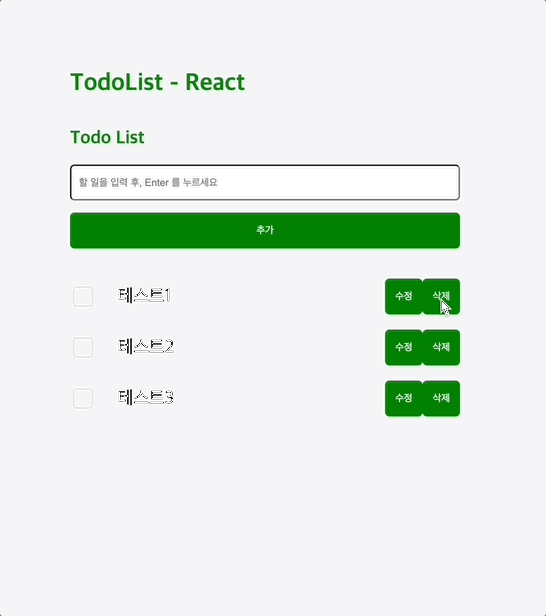 TodoList - React
Todo List
할 일을 입력 후, Enter 를 누르세요
추가
테스트1 수정 삭제
테스트2 수정 삭제
테스트3 수정 삭제